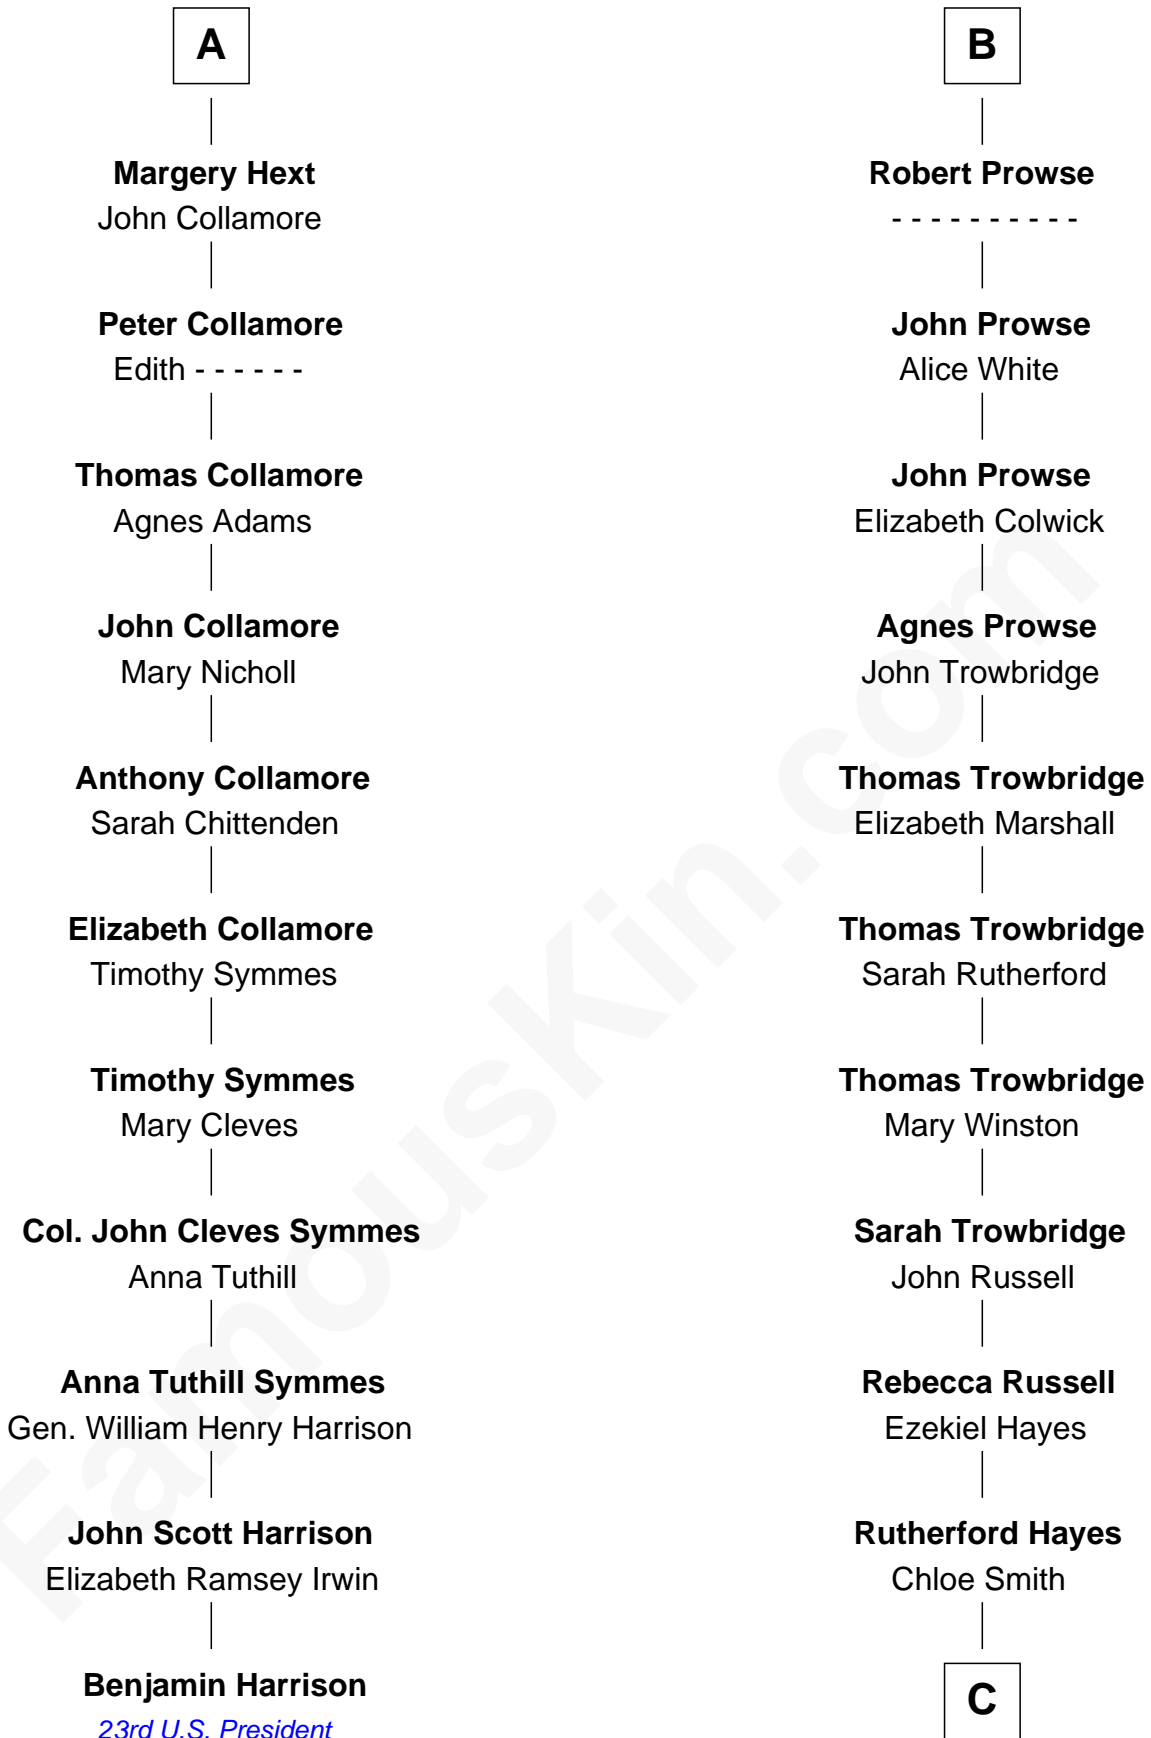 A
Margery Hext
John Collamore
Peter Collamore
Edith - - - - - -
Thomas Collamore
Agnes Adams
John Collamore
Mary Nicholl
Anthony Collamore
Sarah Chittenden
Elizabeth Collamore
Timothy Symmes
Timothy Symmes
Mary Cleves
Col. John Cleves Symmes
Anna Tuthill
Anna Tuthill Symmes
Gen. William Henry Harrison
John Scott Harrison
Elizabeth Ramsey Irwin
Benjamin Harrison
23rd U.S. President
B
Robert Prowse
- - - - - - - - - -
John Prowse
Alice White
John Prowse
Elizabeth Colwick
Agnes Prowse
John Trowbridge
Thomas Trowbridge
Elizabeth Marshall
Thomas Trowbridge
Sarah Rutherford
Thomas Trowbridge
Mary Winston
Sarah Trowbridge
John Russell
Rebecca Russell
Ezekiel Hayes
Rutherford Hayes
Chloe Smith
C
FamousKin.com